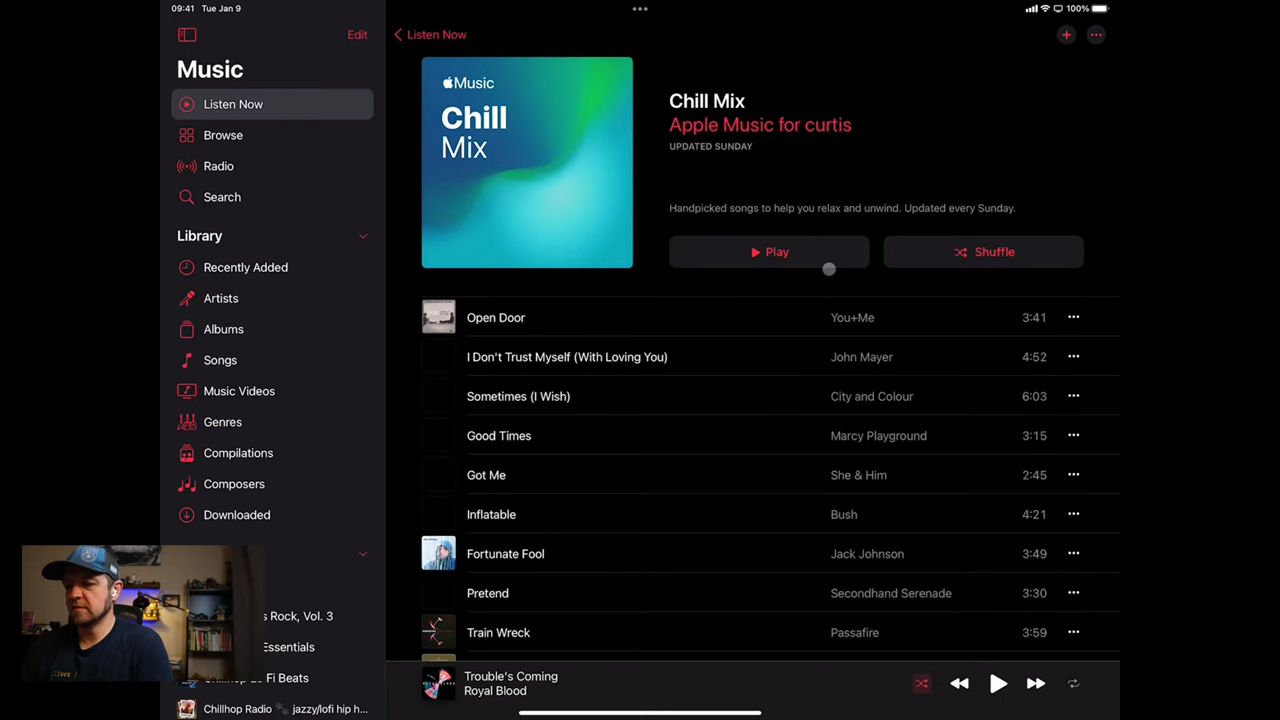 09:41 Tue Jan 9
100%
Edit
Music
Listen Now
Browse
Radio
Search
Library
Recently Added
Artists
Albums
Songs
Music Videos
Genres
Compilations
Composers
Downloaded
s Rock, Vol. 3
Essentials
Fi Beats
Chillhop Radio jazzy/lofi hip h...
Listen Now
Music
Chill
Mix
Chill Mix
Apple Music for curtis
UPDATED SUNDAY
Handpicked songs to help you relax and unwind. Updated every Sunday.
Play
Shuffle
Open Door You+Me 3:41
I Don't Trust Myself (With Loving You) John Mayer 4:52
Sometimes (I Wish) City and Colour 6:03
Good Times Marcy Playground 3:15
Got Me She & Him 2:45
Inflatable Bush 4:21
Fortunate Fool Jack Johnson 3:49
Pretend Secondhand Serenade 3:30
Train Wreck Passafire 3:59
Trouble's Coming
Royal Blood